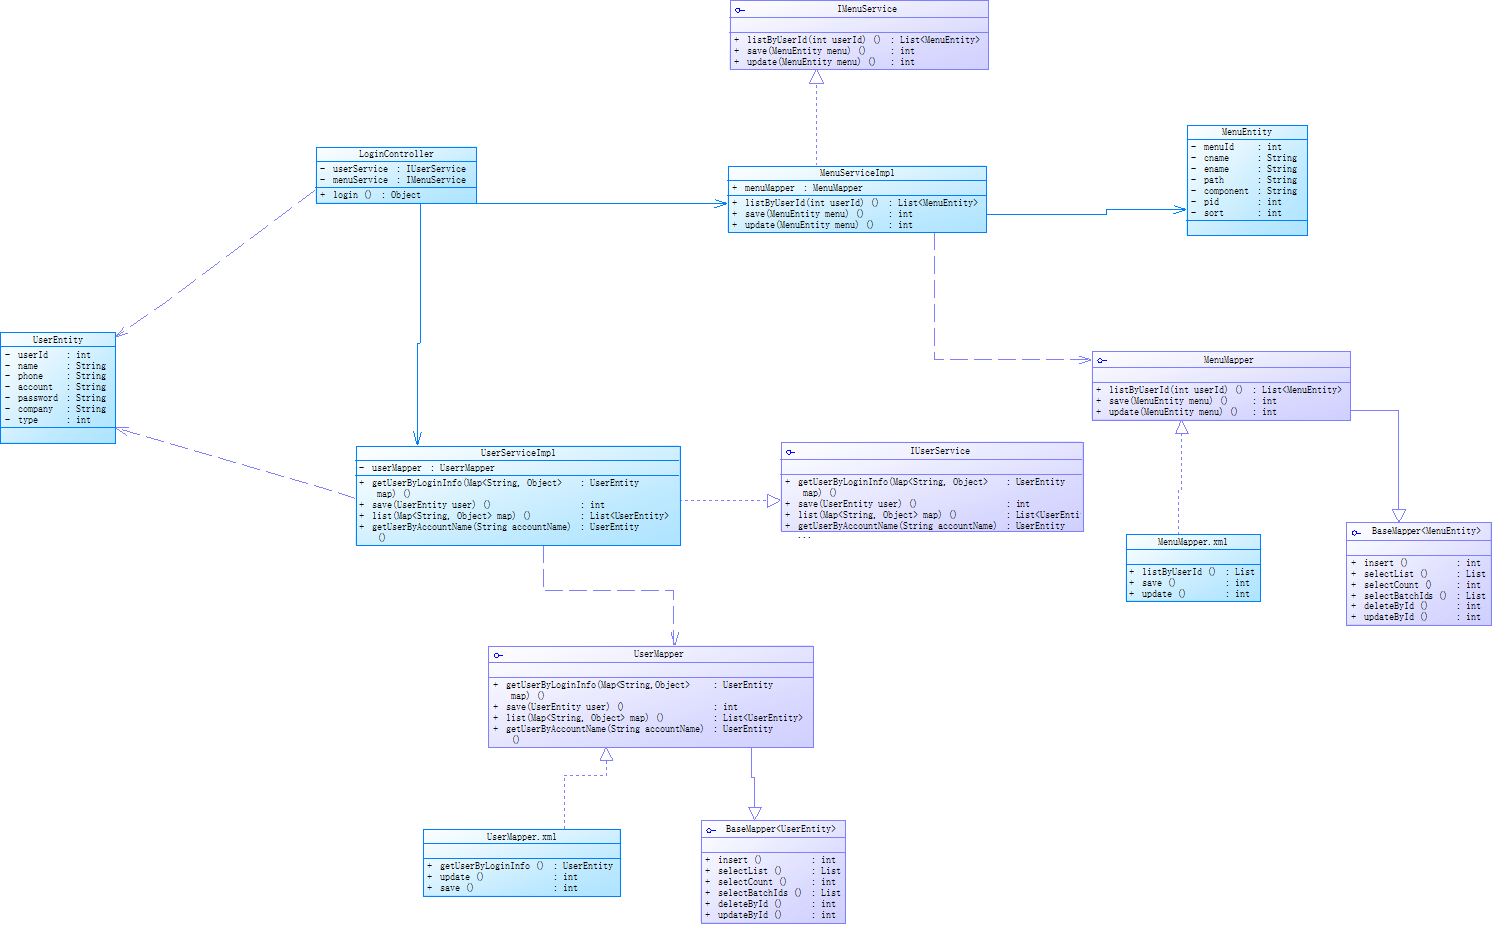 IMenuService
+ listByUserId(int userId) () : List<MenuEntity>
+ save(MenuEntity menu) () : int
+ update(MenuEntity menu) () : int
LoginController
- userService : IUserService
- menuService : IMenuService
+ login () : Object
MenuServiceImpl
+ menuMapper : MenuMapper
+ listByUserId(int userId) () : List<MenuEntity>
+ save(MenuEntity menu) () : int
+ update(MenuEntity menu) () : int
MenuEntity
- menuId : int
- cname : String
- ename : String
- path : String
- component : String
- pid : int
- sort : int
UserEntity
- userId : int
- name : String
- phone : String
- account : String
- password : String
- company : String
- type : int
MenuMapper
+ listByUserId(int userId) () : List<MenuEntity>
+ save(MenuEntity menu) () : int
+ update(MenuEntity menu) () : int
UserServiceImpl
- userMapper : UserrMapper
+ getUserByLoginInfo(Map<String, Object> : UserEntity
map) ()
+ save(UserEntity user) () : int
+ list(Map<String, Object> map) () : List<UserEntity>
+ getUserByAccountName(String accountName) : UserEntity
()
IUserService
+ getUserByLoginInfo(Map<String, Object> : UserEntity
map) ()
+ save(UserEntity user) () : int
+ list(Map<String, Object> map) () : List<UserEnti
+ getUserByAccountName(String accountName) : UserEntity
...
MenuMapper.xml
+ listByUserId () : List
+ save () : int
+ update () : int
BaseMapper<MenuEntity>
+ insert () : int
+ selectList () : List
+ selectCount () : int
+ selectBatchIds () : List
+ deleteById () : int
+ updateById () : int
UserMapper
+ getUserByLoginInfo(Map<String,Object> : UserEntity
map) ()
+ save(UserEntity user) () : int
+ list(Map<String, Object> map) () : List<UserEntity>
+ getUserByAccountName(String accountName) : UserEntity
()
UserMapper.xml
+ getUserByLoginInfo () : UserEntity
+ update () : int
+ save () : int
BaseMapper<UserEntity>
+ insert () : int
+ selectList () : List
+ selectCount () : int
+ selectBatchIds () : List
+ deleteById () : int
+ updateById () : int